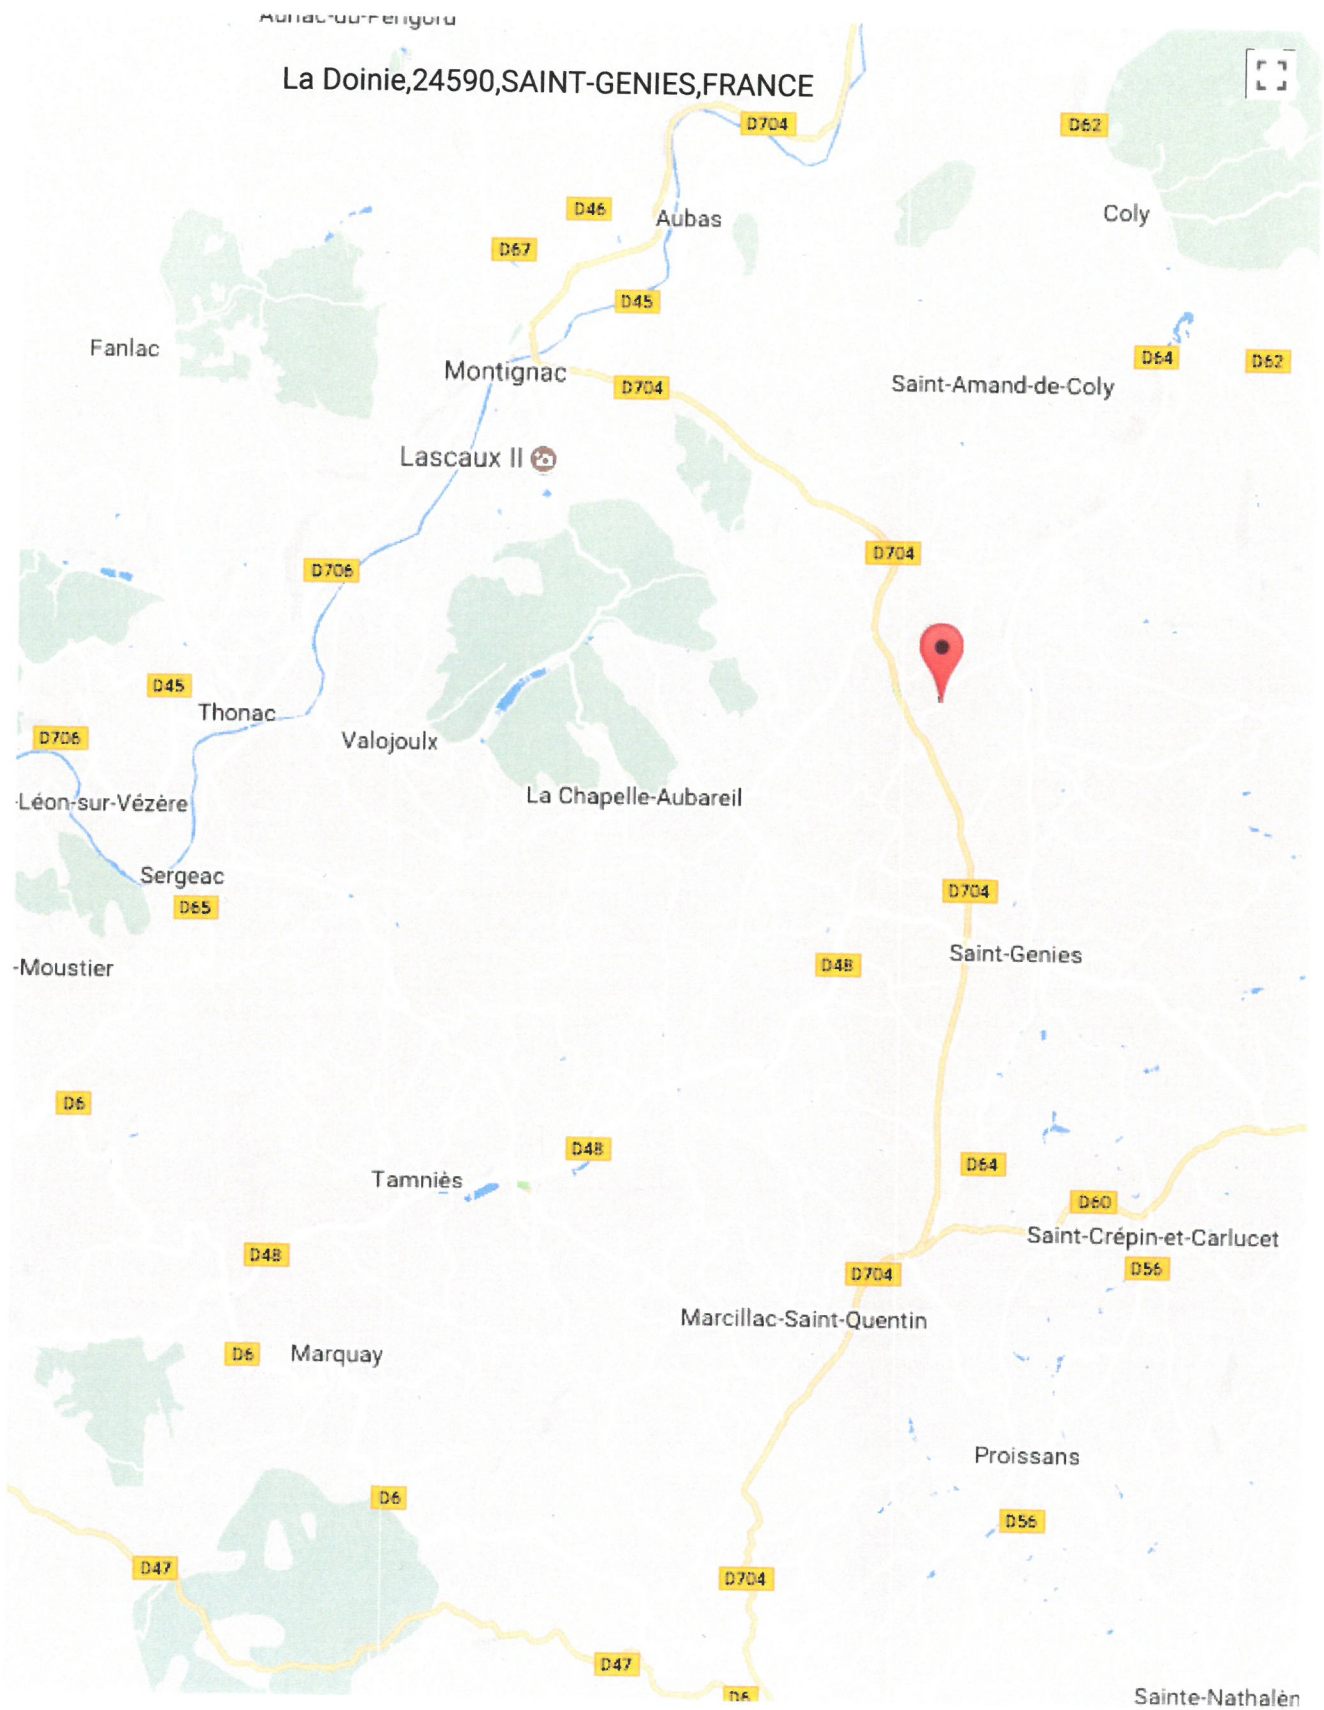 La Doinie,24590,SAINT-GENIES,FRANCE
D704
D62
D46
Aubas
Coly
D67
D45
Fanlac
D64
D62
Montignac
D704
Saint-Amand-de-Coly
Lascaux II
D704
D706
D45
Thonac
D706
Valojoulx
La Chapelle-Aubareil
-Léon-sur-Vézère
Sergeac
D704
D65
Saint-Genies
D48
-Moustier
D6
D48
D64
Tamniès
D60
Saint-Crépin-et-Carlucet
D48
D56
D704
Marcillac-Saint-Quentin
D6
Marquay
Proissans
D6
D56
D47
D704
D47
D6
Sainte-Nathalèn